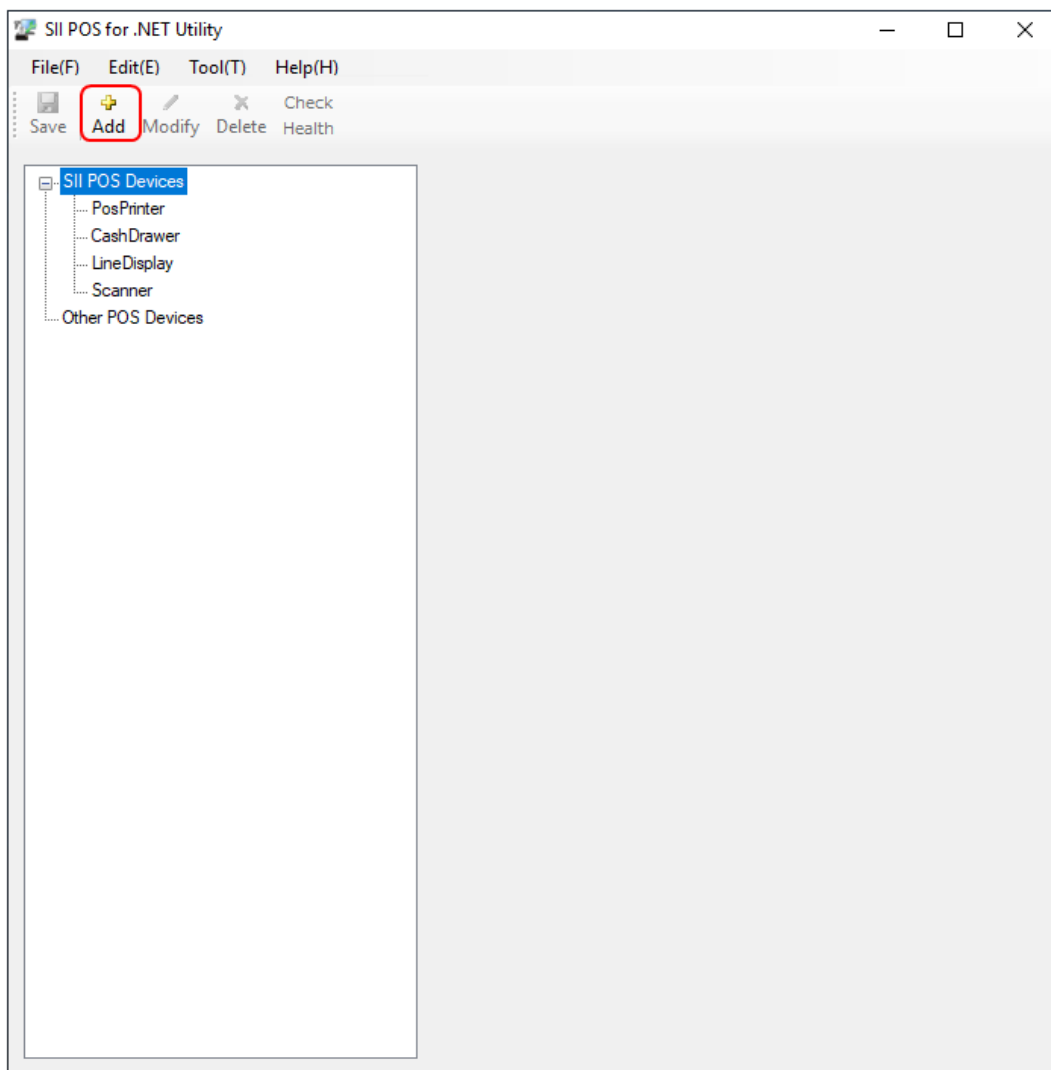 SII POS for .NET Utility
File(F) Edit(E) Tool(T) Help(H)
Save Add Modify Delete Check Health
SII POS Devices
PosPrinter
CashDrawer
LineDisplay
Scanner
Other POS Devices